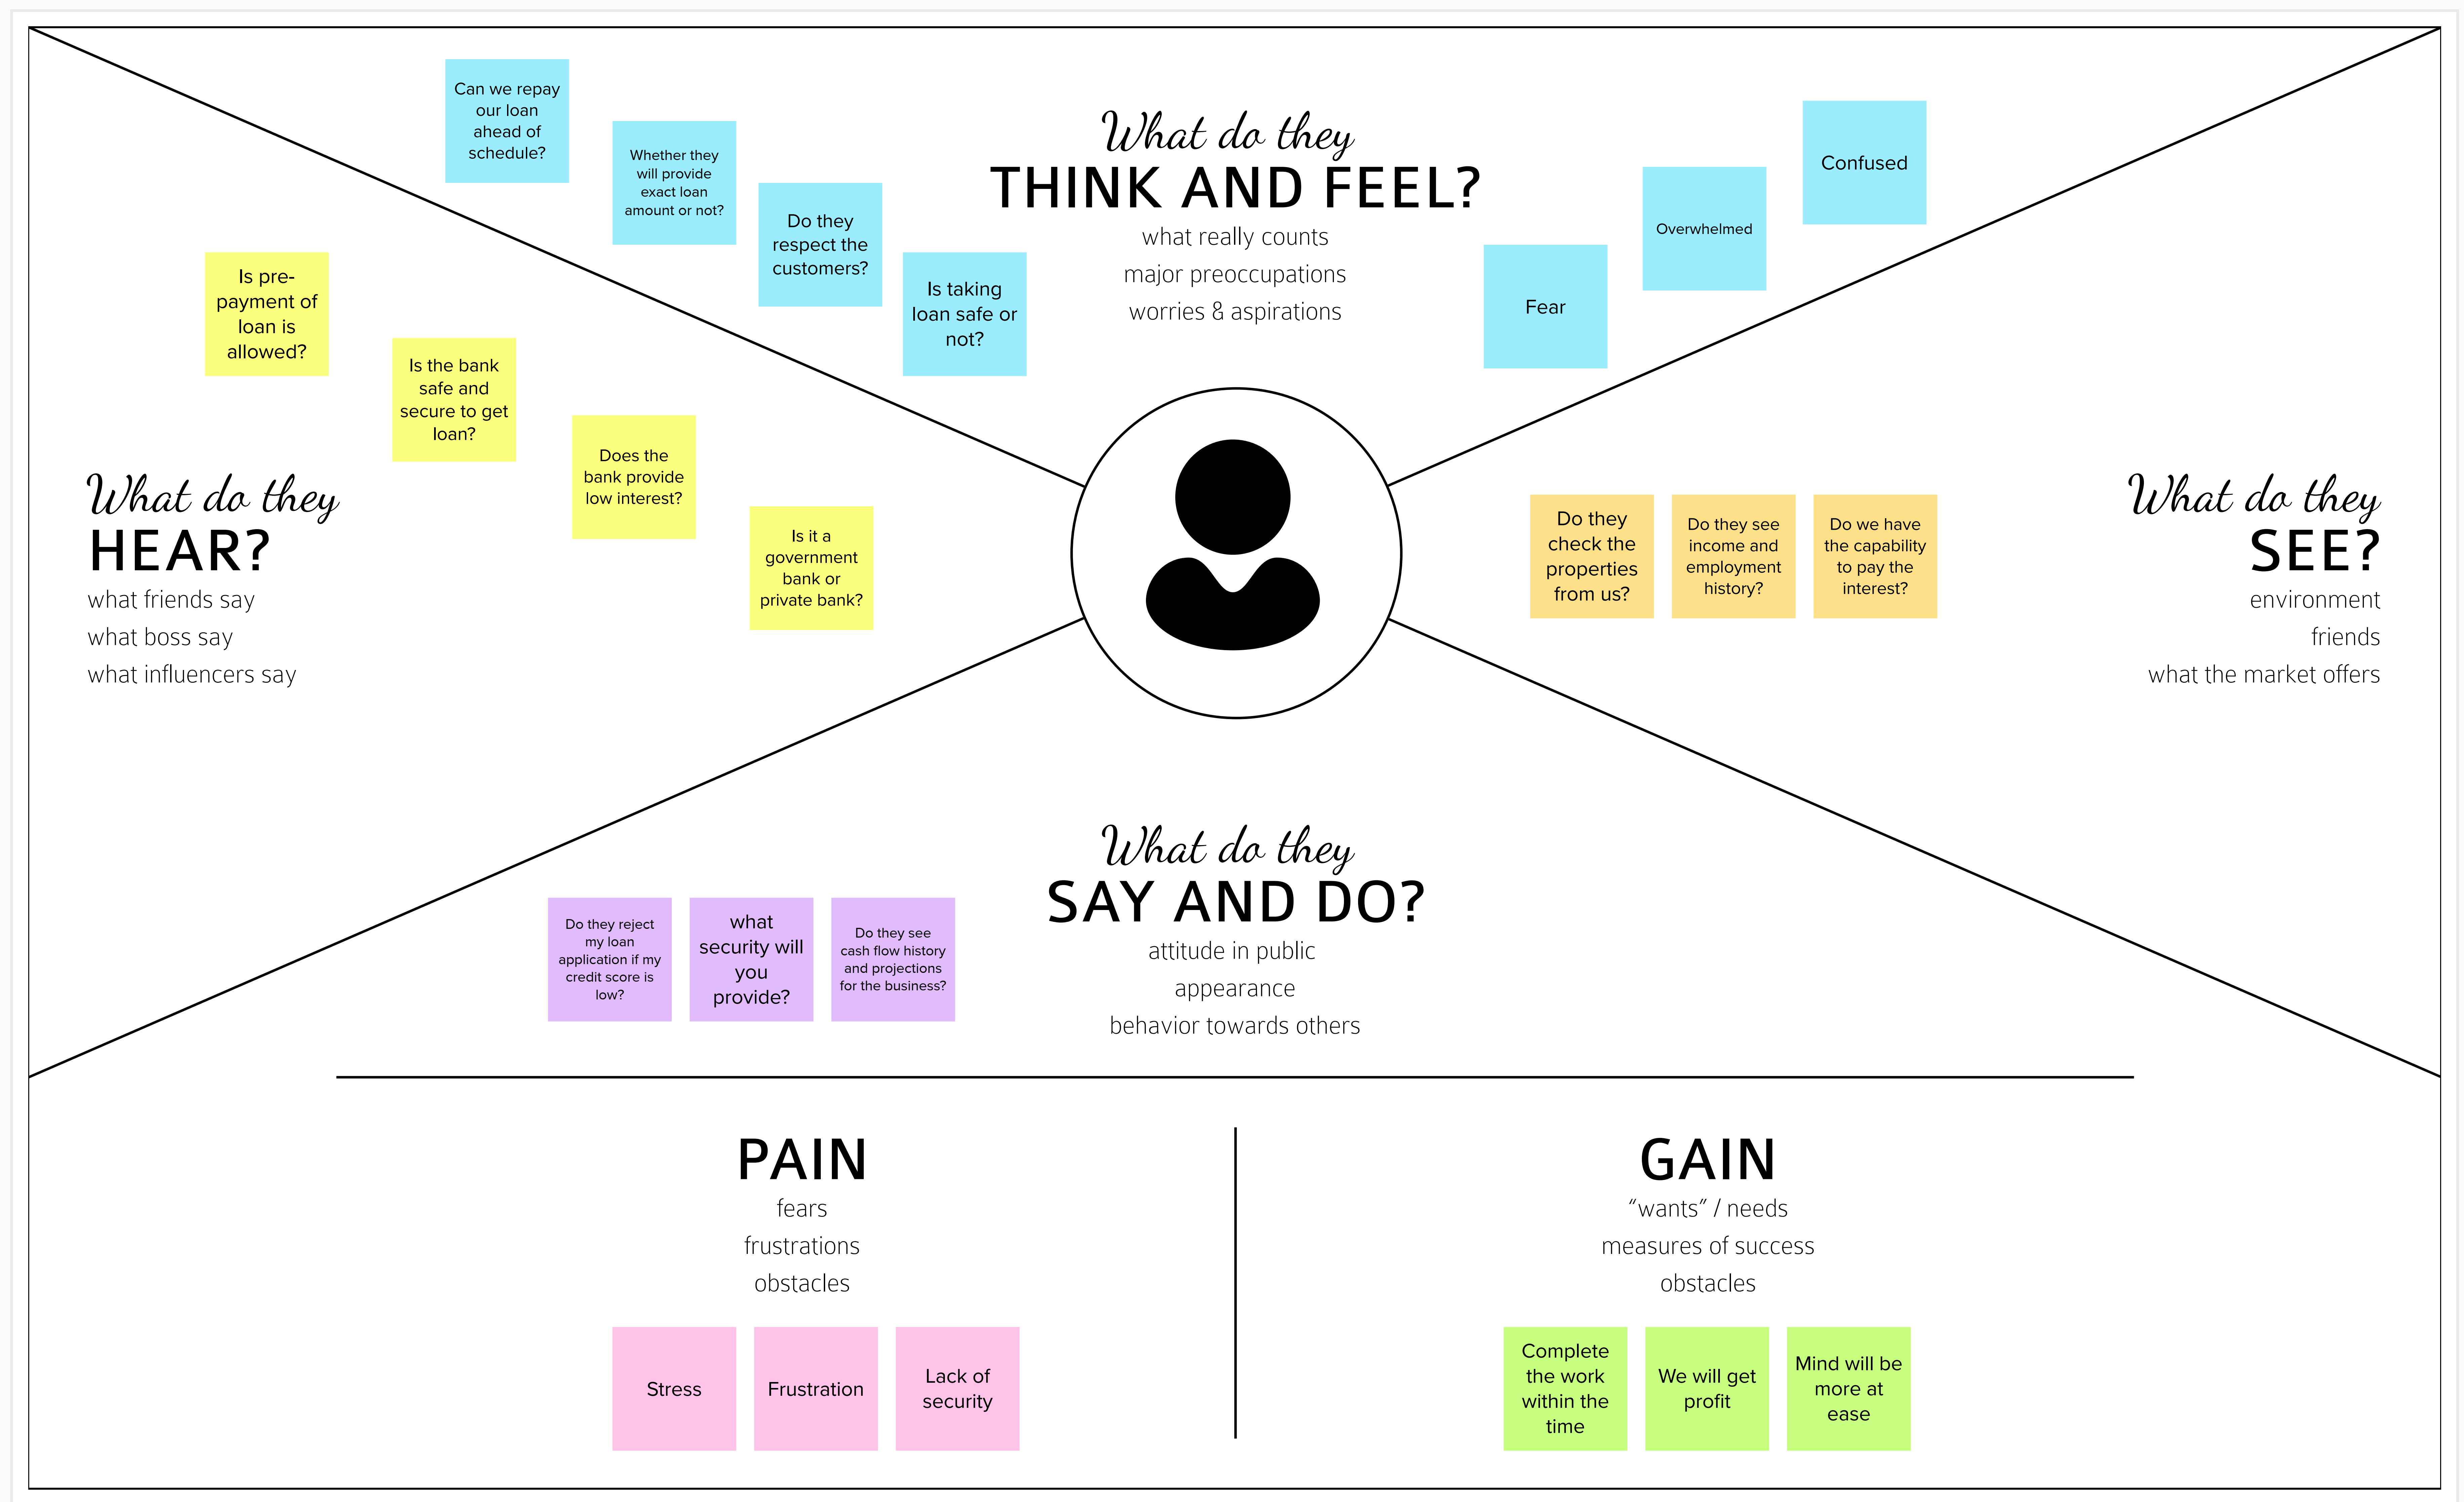 Can we repay
our loan
ahead of
schedule?
Whether they
will provide
exact loan
amount or not?
Do they
respect the
customers?
Is taking
loan safe or
not?
What do they
THINK AND FEEL?
what really counts
major preoccupations
worries & aspirations
Fear
Overwhelmed
Confused
Is pre-
payment of
loan is
allowed?
Is the bank
safe and
secure to get
loan?
Does the
bank provide
low interest?
Is it a
government
bank or
private bank?
What do they
HEAR?
what friends say
what boss say
what influencers say
Do they
check the
properties
from us?
Do they see
income and
employment
history?
Do we have
the capability
to pay the
interest?
What do they
SEE?
environment
friends
what the market offers
What do they
SAY AND DO?
attitude in public
appearance
behavior towards others
Do they reject
my loan
application if my
credit score is
low?
what
security will
you
provide?
Do they see
cash flow history
and projections
for the business?
PAIN
fears
frustrations
obstacles
Stress
Frustration
Lack of
security
GAIN
“wants” / needs
measures of success
obstacles
Complete
the work
within the
time
We will get
profit
Mind will be
more at
ease